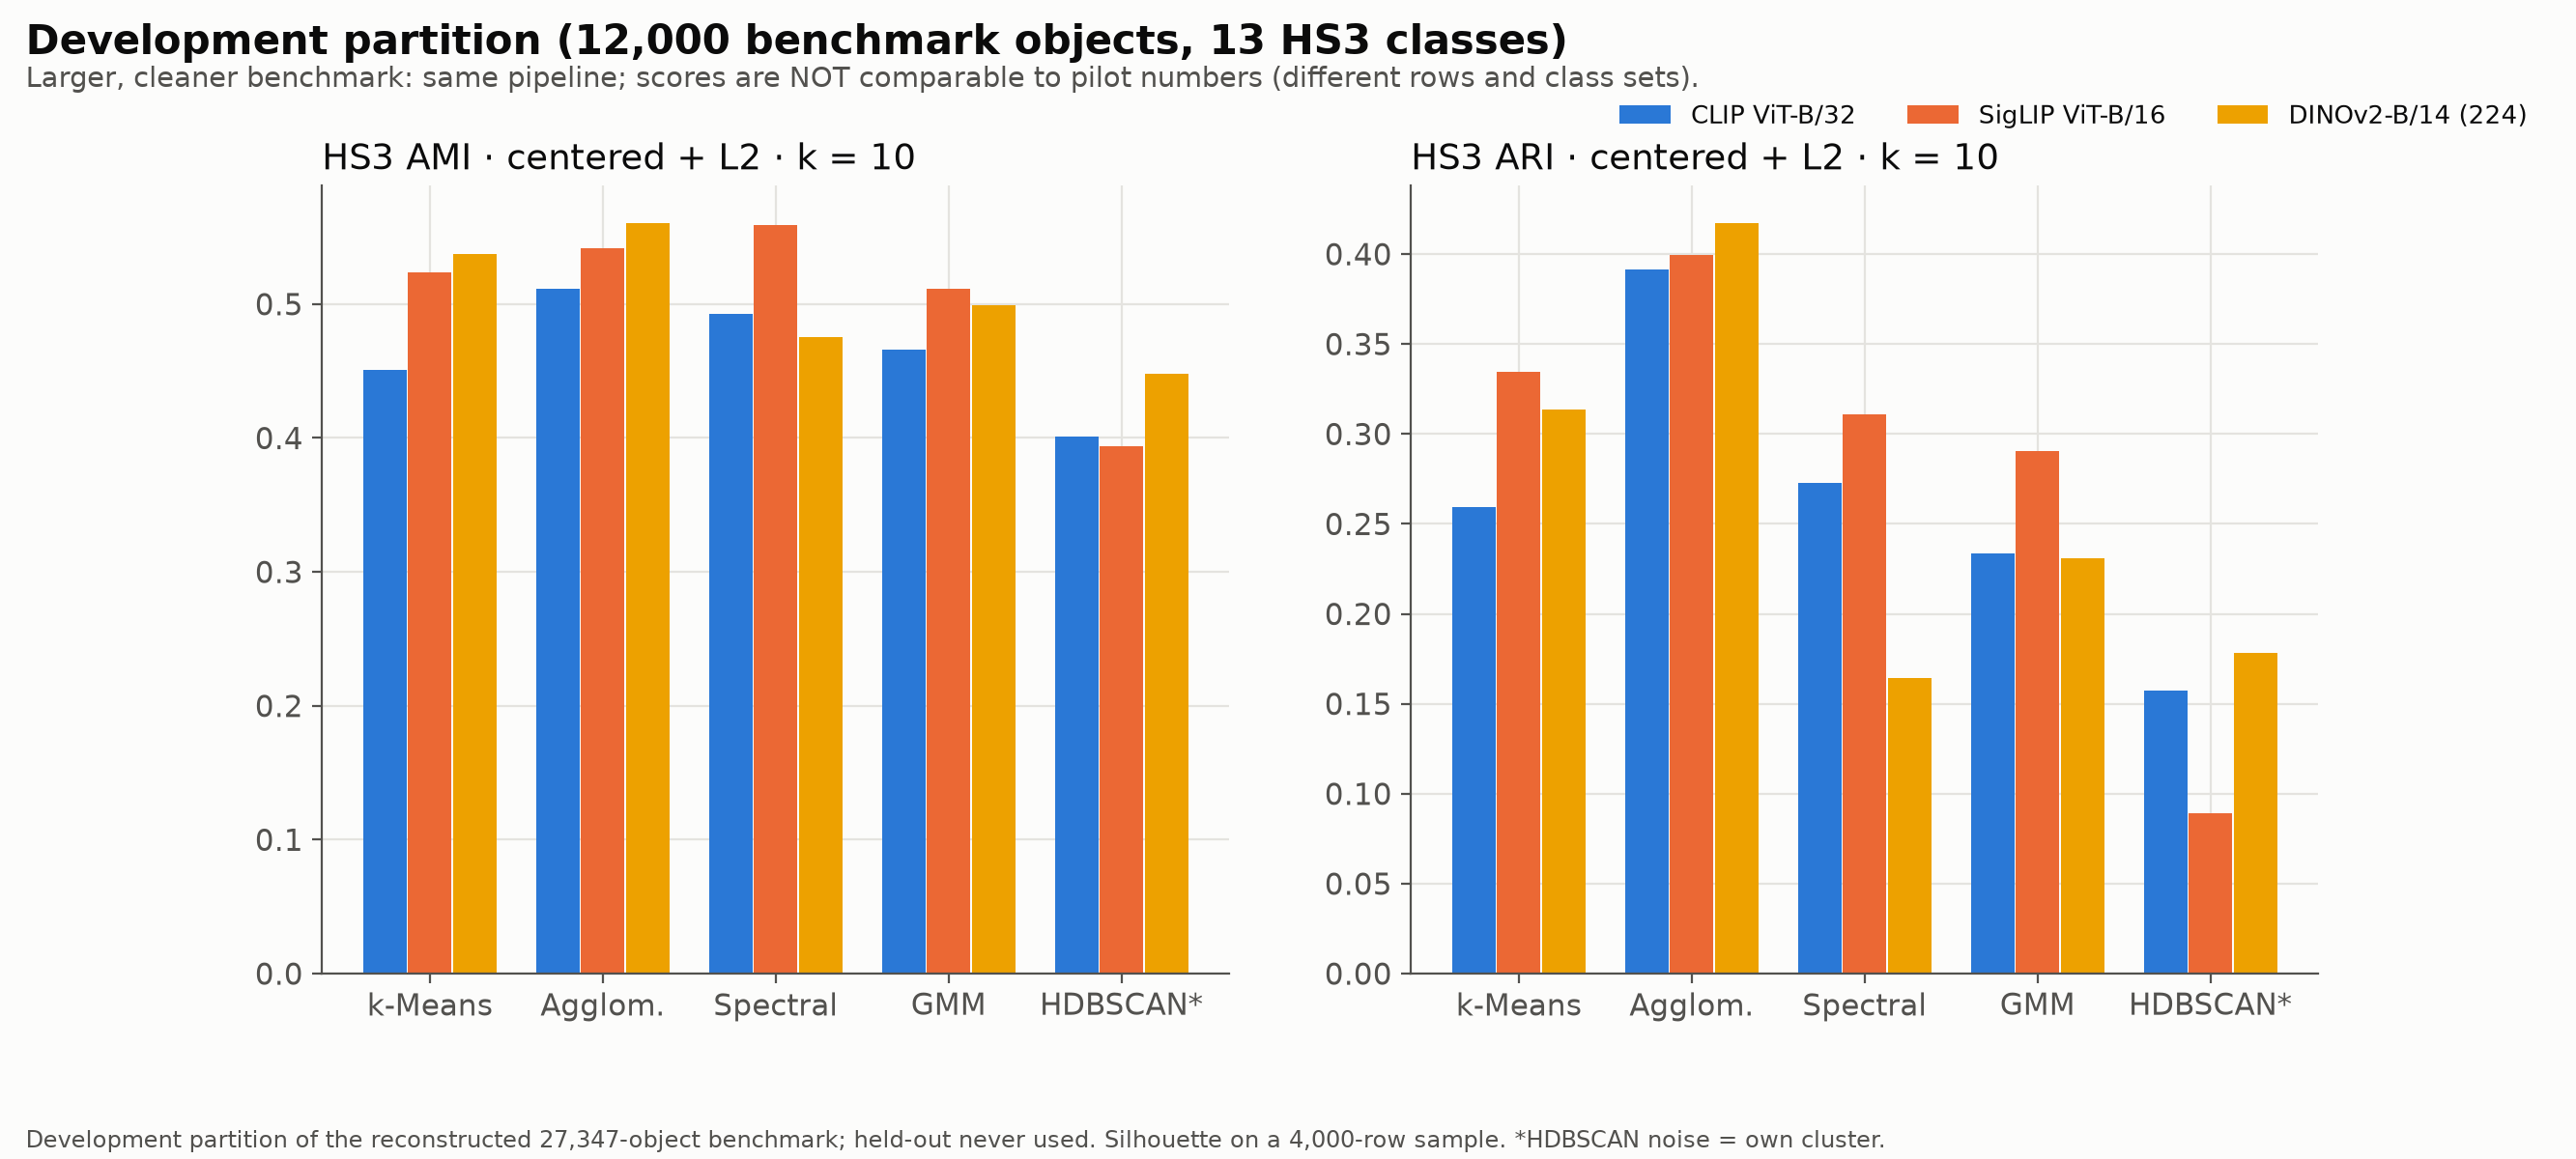 Development partition (12,000 benchmark objects, 13 HS3 classes)
Larger, cleaner benchmark: same pipeline; scores are NOT comparable to pilot numbers (different rows and class sets).
CLIP ViT-B/32 SigLIP ViT-B/16 DINOv2-B/14 (224)
HS3 AMI · centered + L2 · k = 10
0.5
0.4
0.3
0.2
0.1
0.0
k-Means Agglom. Spectral GMM HDBSCAN*
HS3 ARI · centered + L2 · k = 10
0.40
0.35
0.30
0.25
0.20
0.15
0.10
0.05
0.00
k-Means Agglom. Spectral GMM HDBSCAN*
Development partition of the reconstructed 27,347-object benchmark; held-out never used. Silhouette on a 4,000-row sample. *HDBSCAN noise = own cluster.